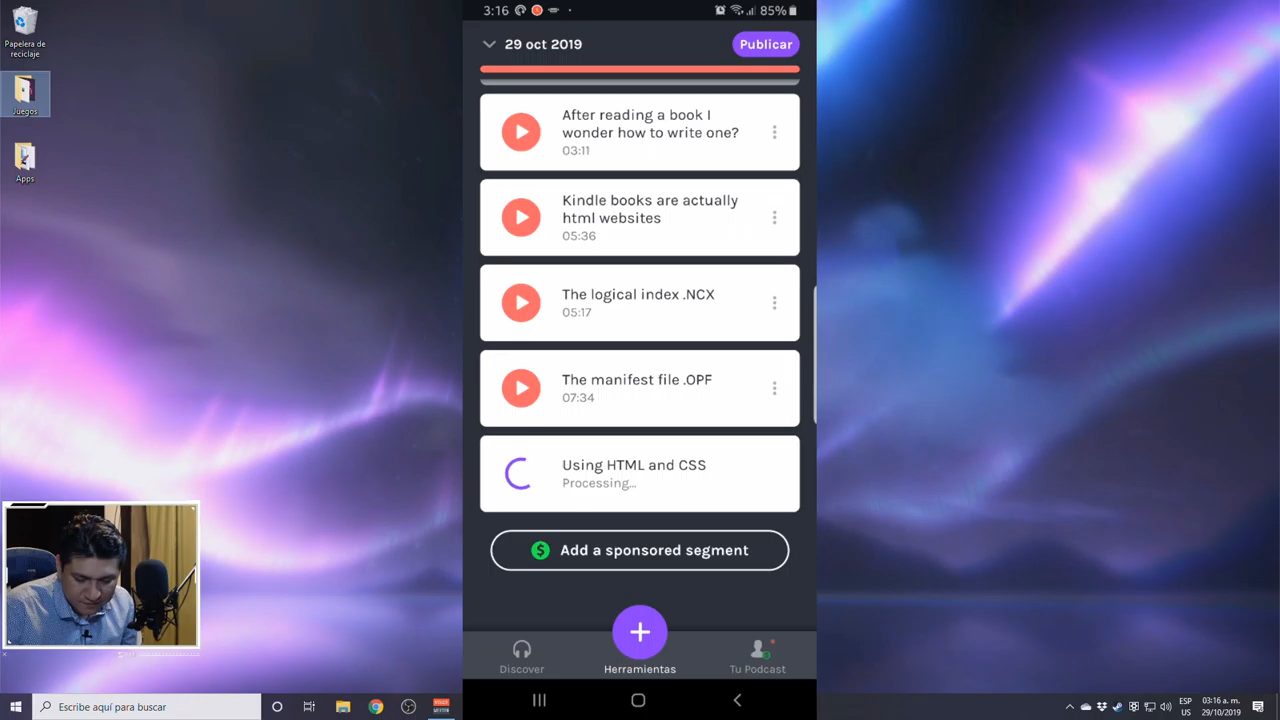 Papelera de
reciclaje
Juegos
Apps
3:16
85%
29 oct 2019
Publicar
After reading a book I
wonder how to write one?
03:11
Kindle books are actually
html websites
05:36
The logical index .NCX
05:17
The manifest file .OPF
07:34
Using HTML and CSS
Processing...
$ Add a sponsored segment
Discover
Herramientas
Tu Podcast
Escribe aquí para buscar
ESP
US
03:16 a. m.
29/10/2019